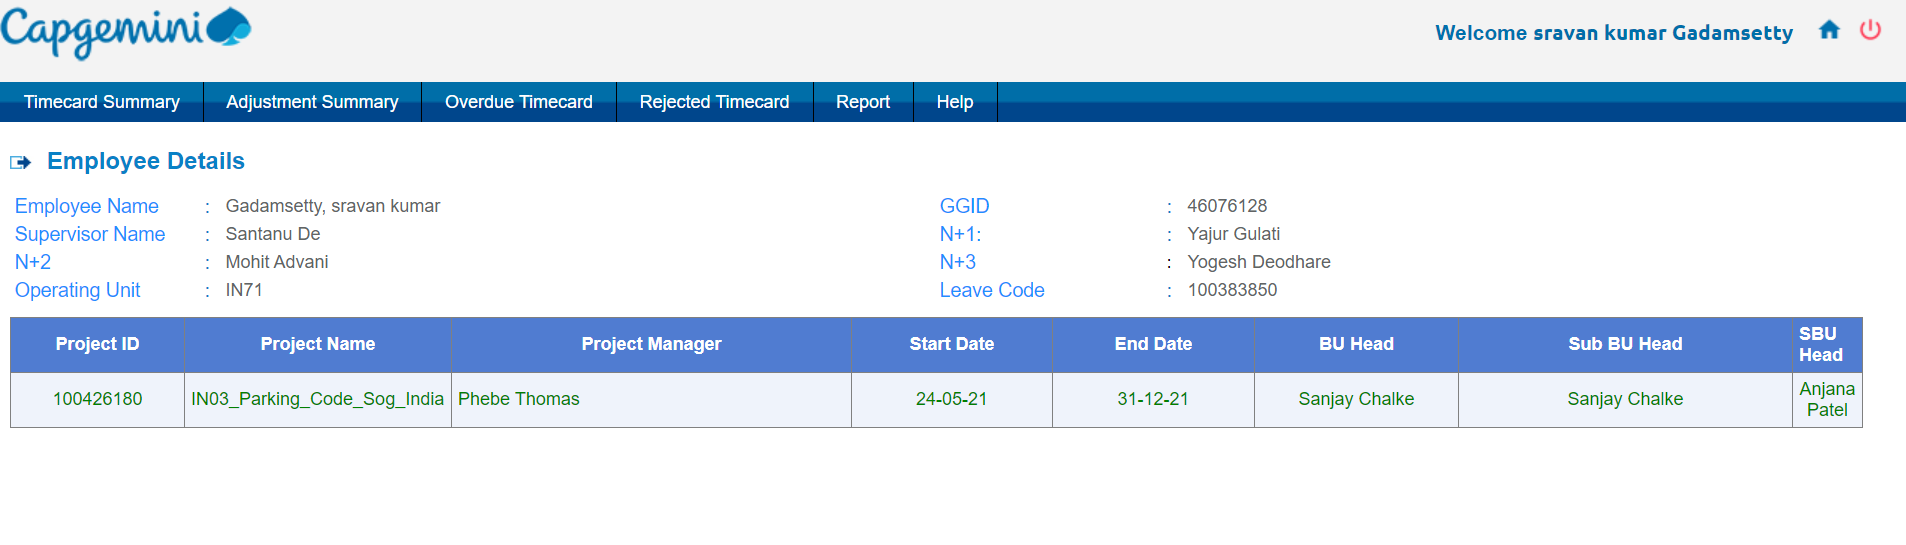 Capgemini
Welcome sravan kumar Gadamsetty
Timecard Summary Adjustment Summary Overdue Timecard Rejected Timecard Report Help
Employee Details
Employee Name : Gadamsetty, sravan kumar GGID : 46076128
Supervisor Name : Santanu De N+1: : Yajur Gulati
N+2 : Mohit Advani N+3 : Yogesh Deodhare
Operating Unit : IN71 Leave Code : 100383850
Project ID Project Name Project Manager Start Date End Date BU Head Sub BU Head SBU Head
100426180 IN03_Parking_Code_Sog_India Phebe Thomas 24-05-21 31-12-21 Sanjay Chalke Sanjay Chalke Anjana Patel